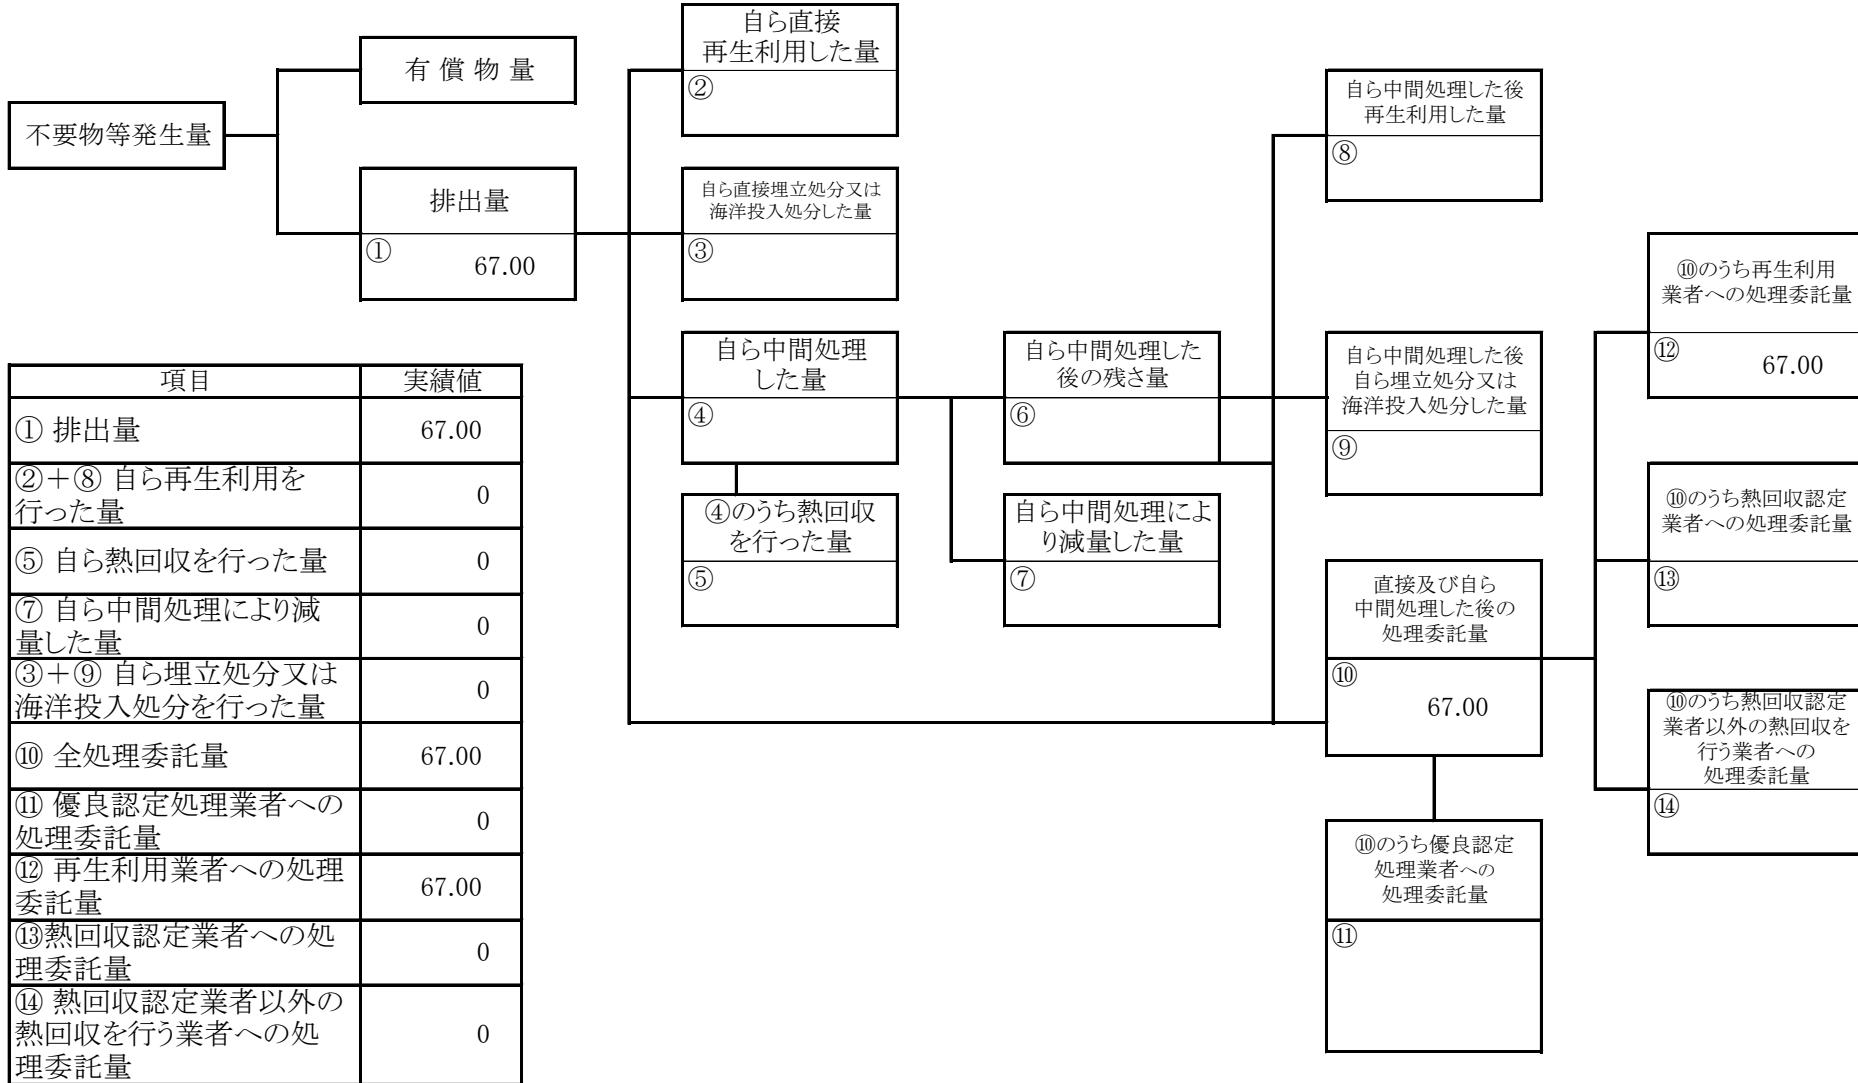 不要物等発生量
有 償 物 量
排出量
①
67.00
自ら直接
再生利用した量
②
自ら直接埋立処分又は
海洋投入処分した量
③
自ら中間処理
した量
④
④のうち熱回収
を行った量
⑤
自ら中間処理した
後の残さ量
⑥
自ら中間処理によ
り減量した量
⑦
自ら中間処理した後
再生利用した量
⑧
自ら中間処理した後
自ら埋立処分又は
海洋投入処分した量
⑨
直接及び自ら
中間処理した後の
処理委託量
⑩
67.00
⑩のうち優良認定
処理業者への
処理委託量
⑪
⑩のうち再生利用
業者への処理委託量
⑫
67.00
⑩のうち熱回収認定
業者への処理委託量
⑬
⑩のうち熱回収認定
業者以外の熱回収を
行う業者への
処理委託量
⑭
項目 実績値
① 排出量 67.00
②+⑧ 自ら再生利用を
行った量 0
⑤ 自ら熱回収を行った量 0
⑦ 自ら中間処理により減
量した量 0
③+⑨ 自ら埋立処分又は
海洋投入処分を行った量 0
⑩ 全処理委託量 67.00
⑪ 優良認定処理業者への
処理委託量 0
⑫ 再生利用業者への処理
委託量 67.00
⑬熱回収認定業者への処
理委託量 0
⑭ 熱回収認定業者以外の
熱回収を行う業者への処 0
理委託量